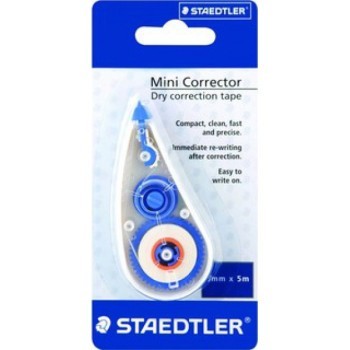 STAEDTLER
Mini Corrector
Dry correction tape
Compact, clean, fast
and precise.
Immediate re-writing
after correction.
Easy to
write on.
mm x 5m
STAEDTLER